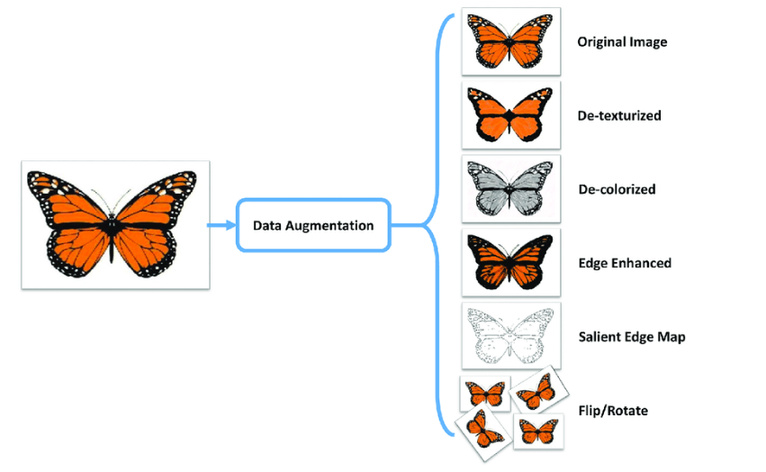 Original Image
De-texturized
De-colorized
Data Augmentation
Edge Enhanced
Salient Edge Map
Flip/Rotate